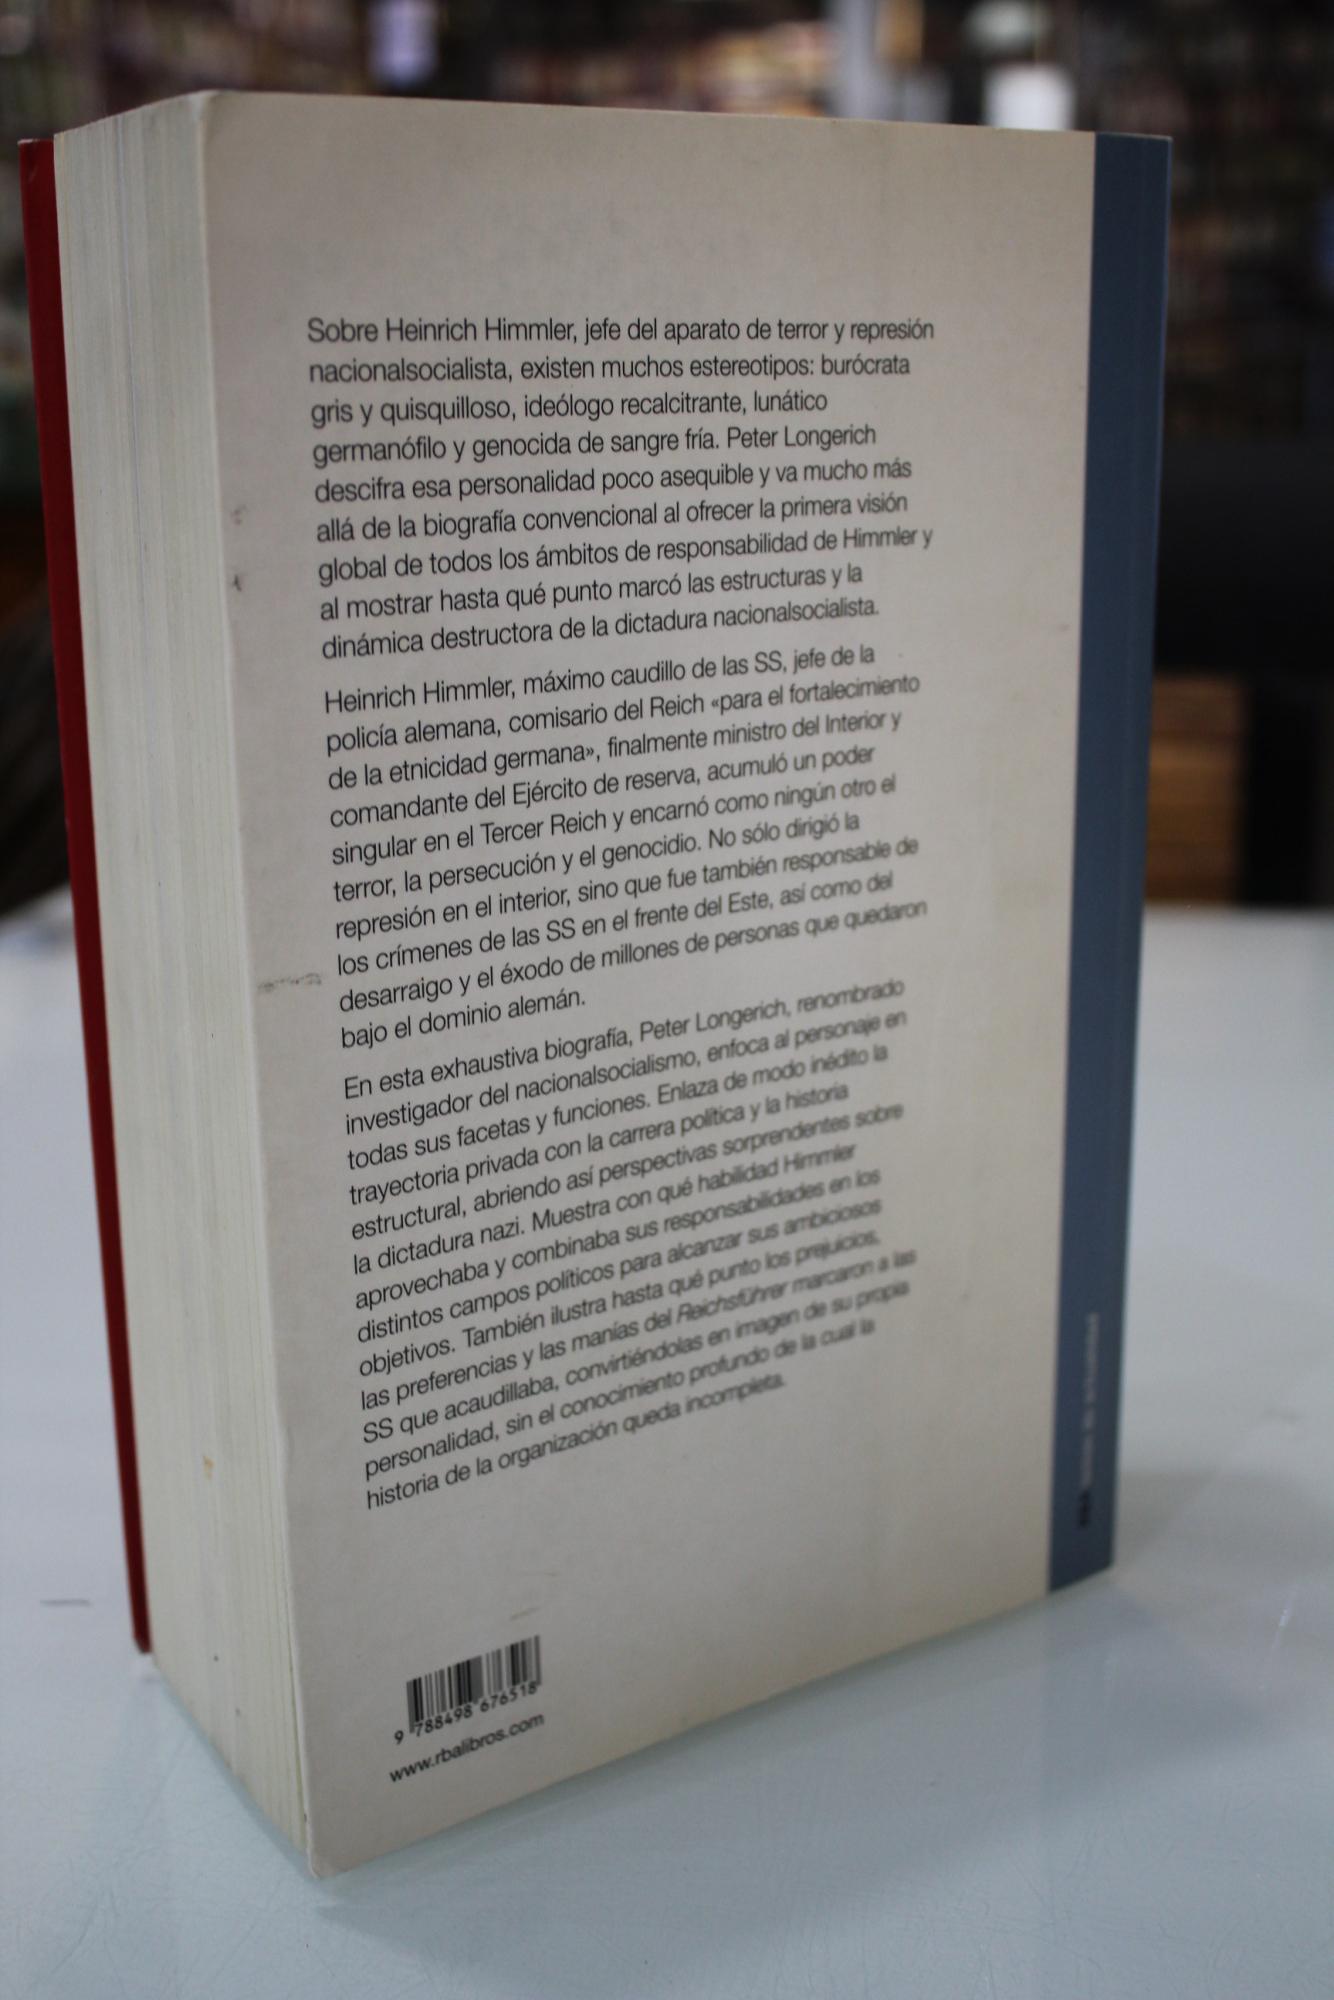 Sobre Heinrich Himmler, jefe del aparato de terror y represión
nacionalsocialista, existen muchos estereotipos: burócrata
gris y quisquilloso, ideólogo recalcitrante, lunático
germanófilo y genocida de sangre fría. Peter Longerich
descifra esa personalidad poco asequible y va mucho más
allá de la biografía convencional al ofrecer la primera visión
global de todos los ámbitos de responsabilidad de Himmler y
al mostrar hasta qué punto marcó las estructuras y la
dinámica destructora de la dictadura nacionalsocialista.
Heinrich Himmler, máximo caudillo de las SS, jefe de la
policía alemana, comisario del Reich «para el fortalecimiento
de la etnicidad germana», finalmente ministro del Interior y
comandante del Ejército de reserva, acumuló un poder
singular en el Tercer Reich y encarnó como ningún otro el
terror, la persecución y el genocidio. No sólo dirigió la
represión en el interior, sino que fue también responsable de
los crímenes de las SS en el frente del Este, así como del
desarraigo y el éxodo de millones de personas que quedaron
bajo el dominio alemán.
En esta exhaustiva biografía, Peter Longerich, renombrado
investigador del nacionalsocialismo, enfoca al personaje en
todas sus facetas y funciones. Enlaza de modo inédito la
trayectoria privada con la carrera política y la historia
estructural, abriendo así perspectivas sorprendentes sobre
la dictadura nazi. Muestra con qué habilidad Himmler
aprovechaba y combinaba sus responsabilidades en los
distintos campos políticos para alcanzar sus ambiciosos
objetivos. También ilustra hasta qué punto los prejuicios,
las preferencias y las manías del Reichsführer marcaron a las
SS que acaudillaba, convirtiéndolas en imagen de su propia
personalidad, sin el conocimiento profundo de la cual la
historia de la organización queda incompleta.
9 788498 676518
www.rbalibros.com